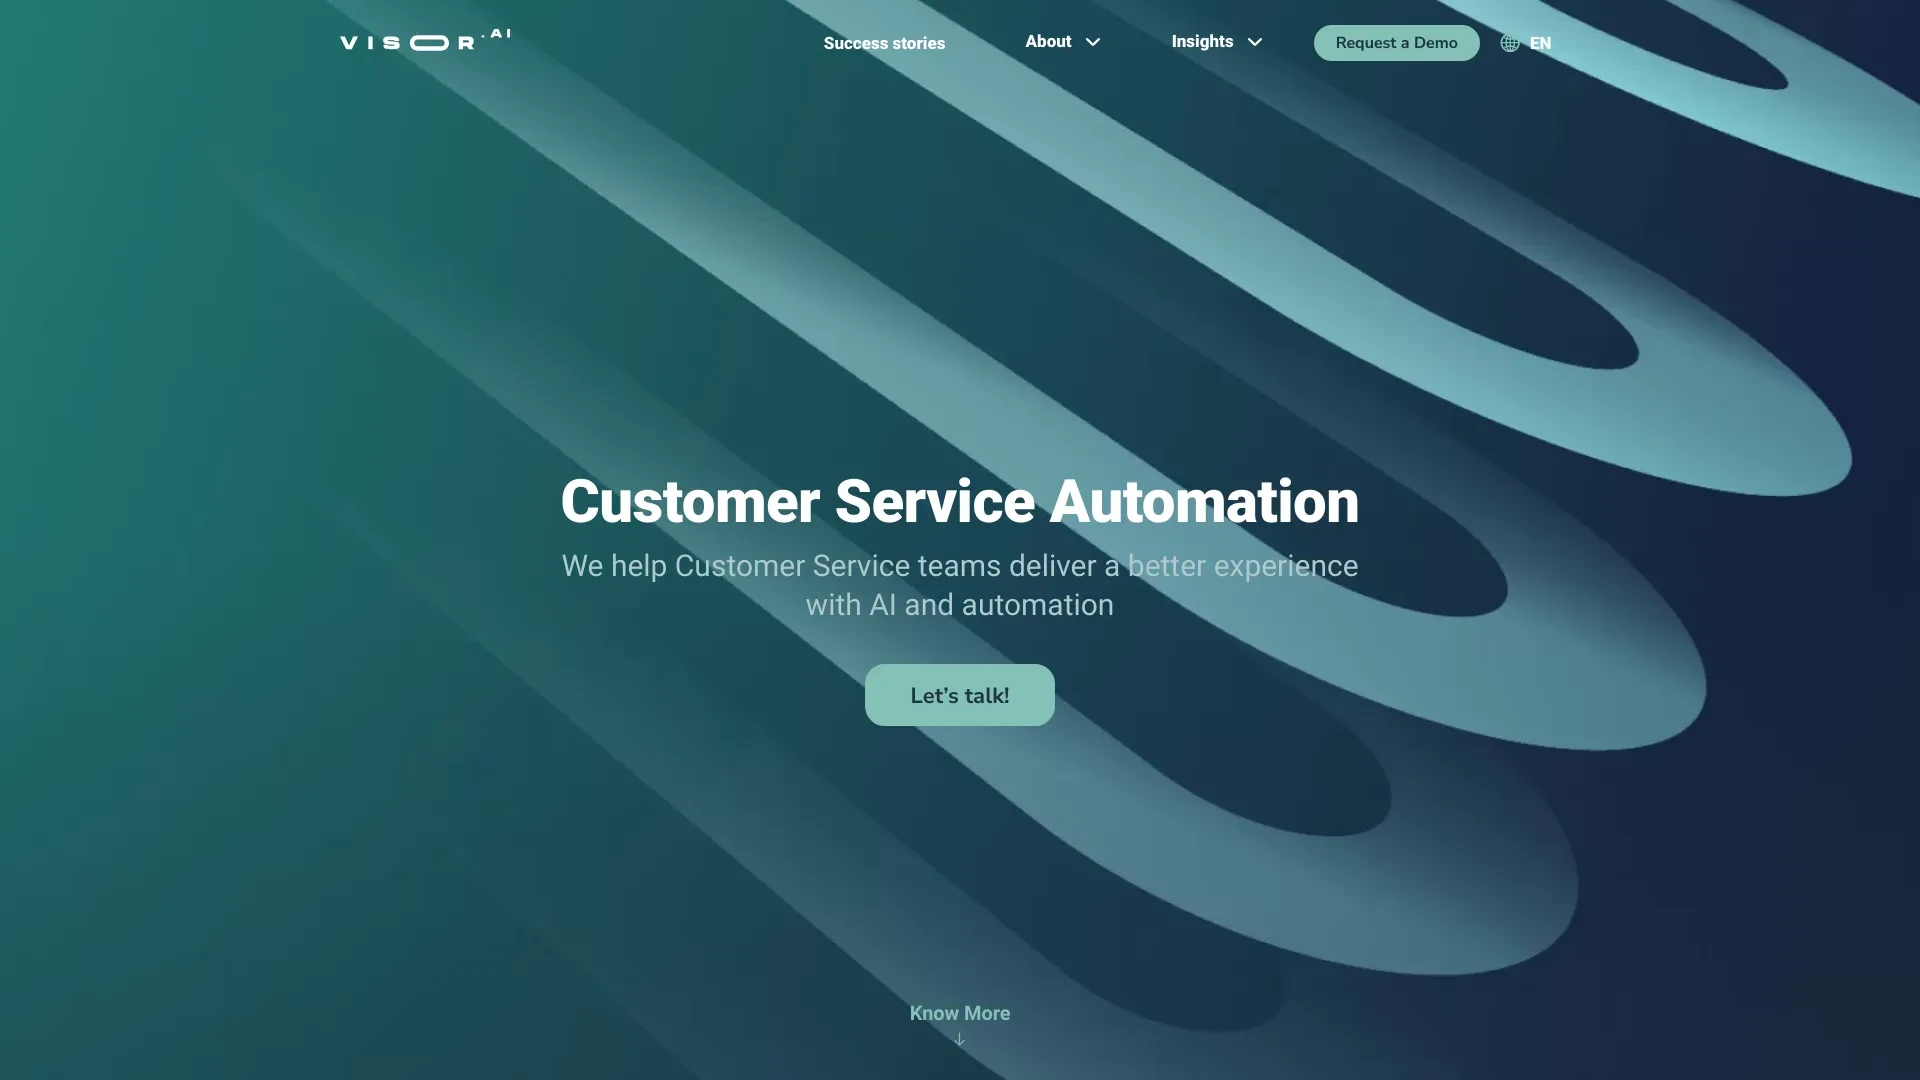 VISOR.AI
Success stories
About
Insights
Request a Demo
EN
Customer Service Automation
We help Customer Service teams deliver a better experience
with AI and automation
Let’s talk!
Know More